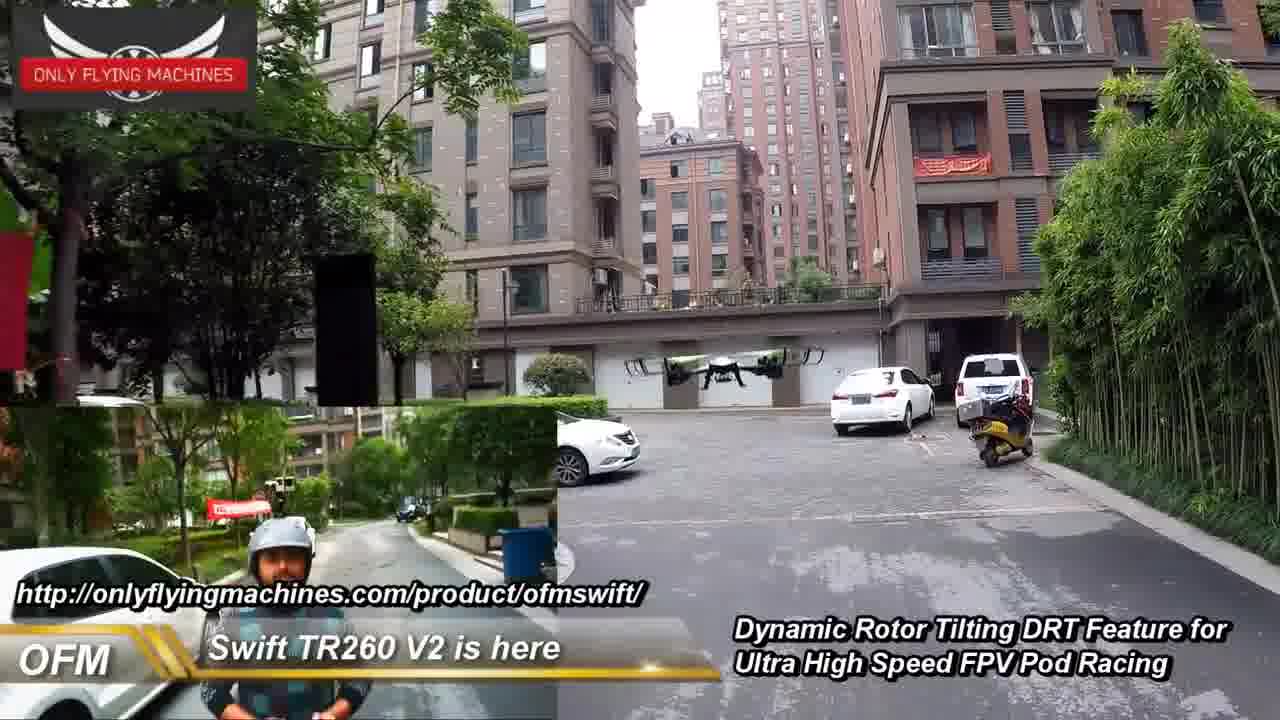 ONLY FLYING MACHINES
http://onlyflyingmachines.com/product/ofmswift/
OFM
Swift TR260 V2 is here
Dynamic Rotor Tilting DRT Feature for
Ultra High Speed FPV Pod Racing